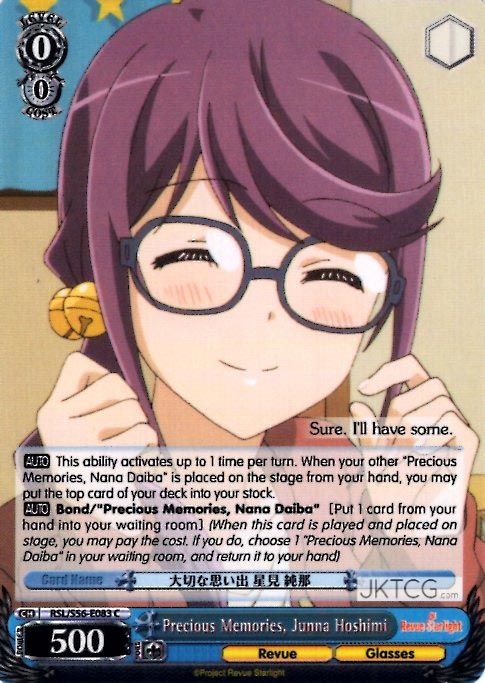 LEVEL
0
0
COST
Sure. I'll have some.
AUTO This ability activates up to 1 time per turn. When your other "Precious
Memories, Nana Daiba" is placed on the stage from your hand, you may
put the top card of your deck into your stock.
AUTO Bond/"Precious Memories, Nana Daiba" [Put 1 card from your
hand into your waiting room] (When this card is played and placed on
stage, you may pay the cost. If you do, choose 1 "Precious Memories, Nana
Daiba" in your waiting room, and return it to your hand)
Card Name 大切な思い出 星見 純那
JKTCG.com
RSL/S56-E083 C
POWER 500 Precious Memories, Junna Hoshimi Revue Starlight
Revue Glasses
©Project Revue Starlight